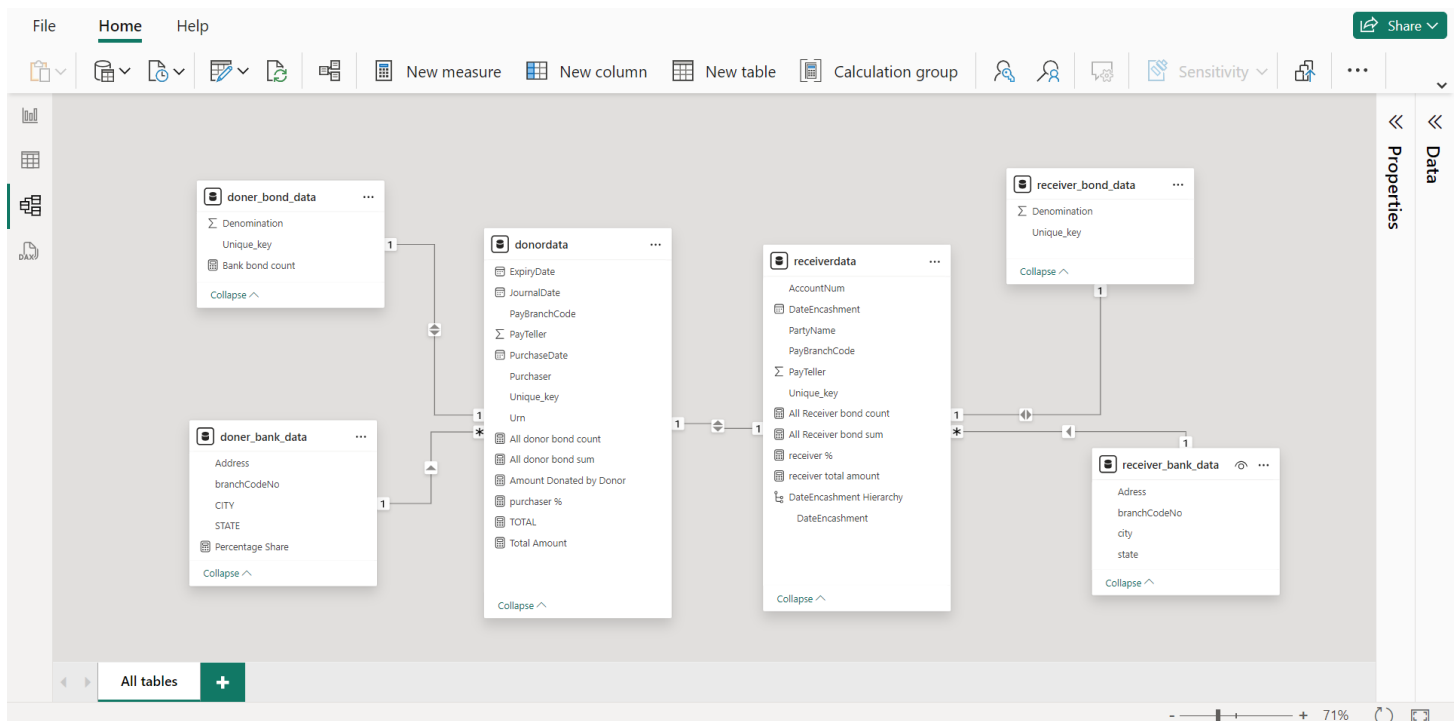 File Home Help Share
New measure New column New table Calculation group Sensitivity
DAX
doner_bond_data
Denomination
Unique_key
Bank bond count
Collapse
doner_bank_data
Address
branchCodeNo
CITY
STATE
Percentage Share
Collapse
donordata
ExpiryDate
JournalDate
PayBranchCode
PayTeller
PurchaseDate
Purchaser
Unique_key
Urn
All donor bond count
All donor bond sum
Amount Donated by Donor
purchaser %
TOTAL
Total Amount
Collapse
receiverdata
AccountNum
DateEncashment
PartyName
PayBranchCode
PayTeller
Unique_key
All Receiver bond count
All Receiver bond sum
receiver %
receiver total amount
DateEncashment Hierarchy
DateEncashment
Collapse
receiver_bond_data
Denomination
Unique_key
Collapse
receiver_bank_data
Adress
branchCodeNo
city
state
Collapse
1
1
*
1
1
1
1
*
1
1
Properties
Data
All tables +
- + 71%